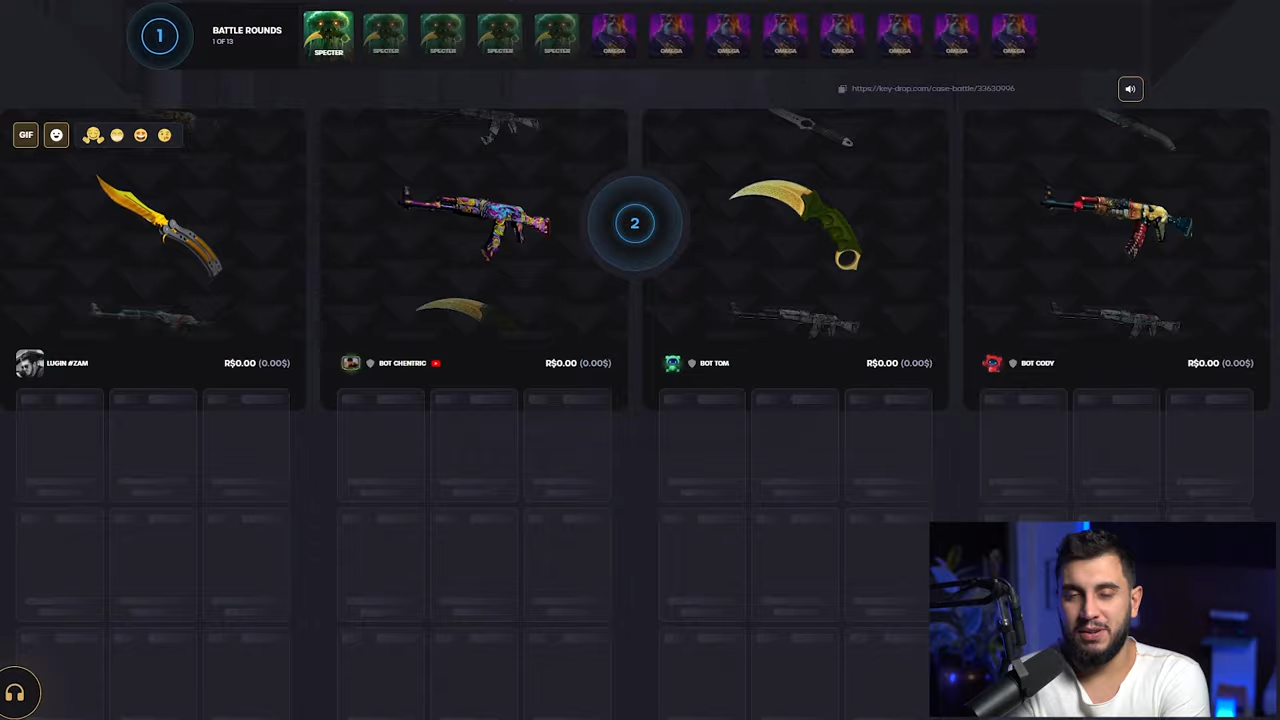 1
BATTLE ROUNDS
1 OF 13
SPECTER
SPECTER
SPECTER
SPECTER
SPECTER
OMEGA
OMEGA
OMEGA
OMEGA
OMEGA
OMEGA
OMEGA
OMEGA
https://key-drop.com/case-battle/33630996
GIF
2
LUGIN #ZAM
R$0.00 (0.00$)
BOT CHENTRIC
R$0.00 (0.00$)
BOT TOM
R$0.00 (0.00$)
BOT CODY
R$0.00 (0.00$)